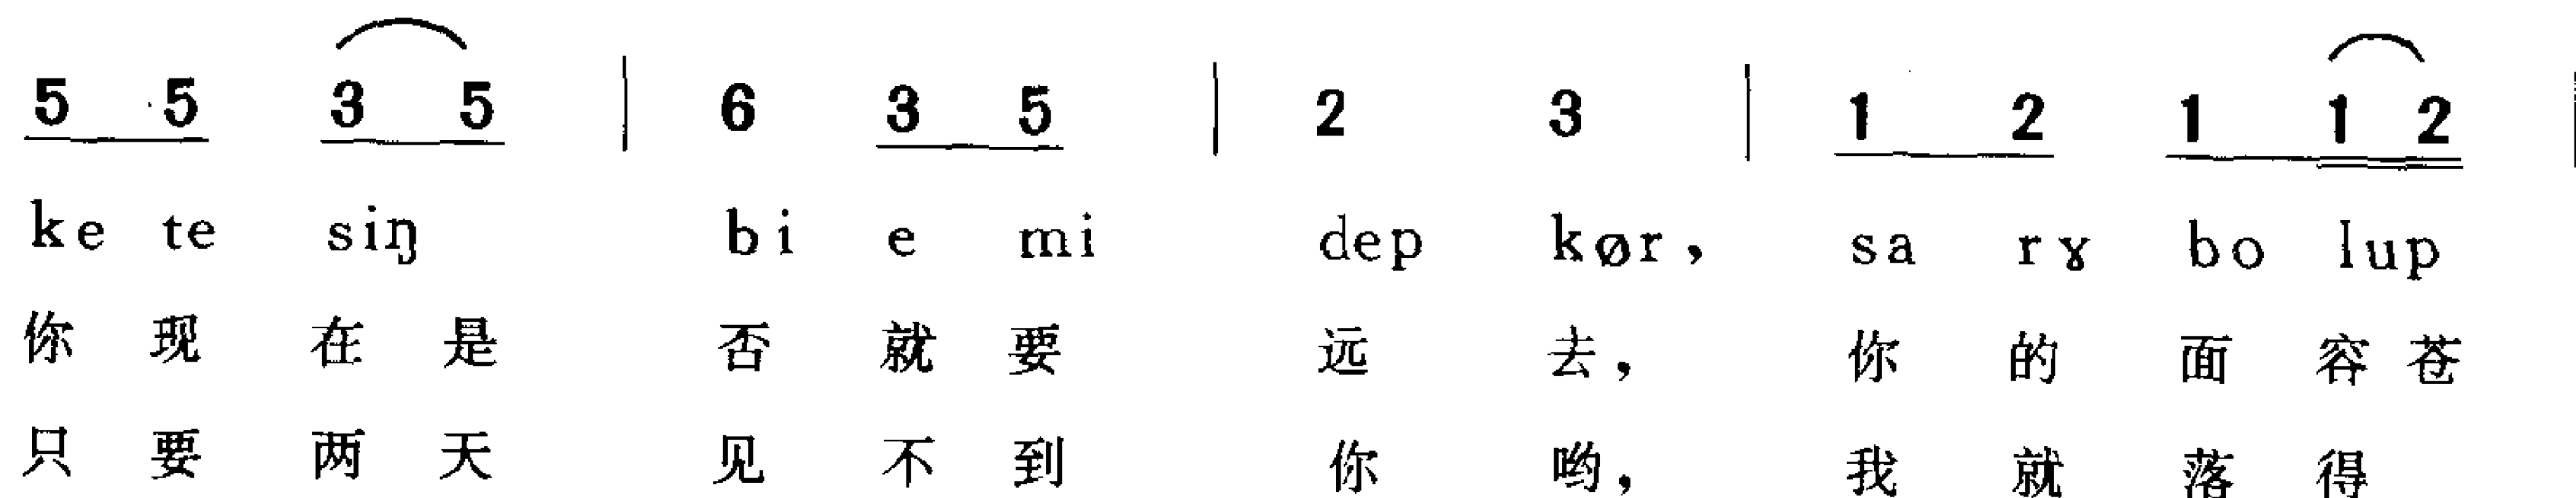 5 5 3 5 | 6 3 5 | 2 3 | 1 2 1 1 2 |
ke te siŋ bi e mi dep kør, sa rɤ bo lup
你 现 在 是 否 就 要 远 去, 你 的 面 容 苍
只 要 两 天 见 不 到 你 哟, 我 就 落 得